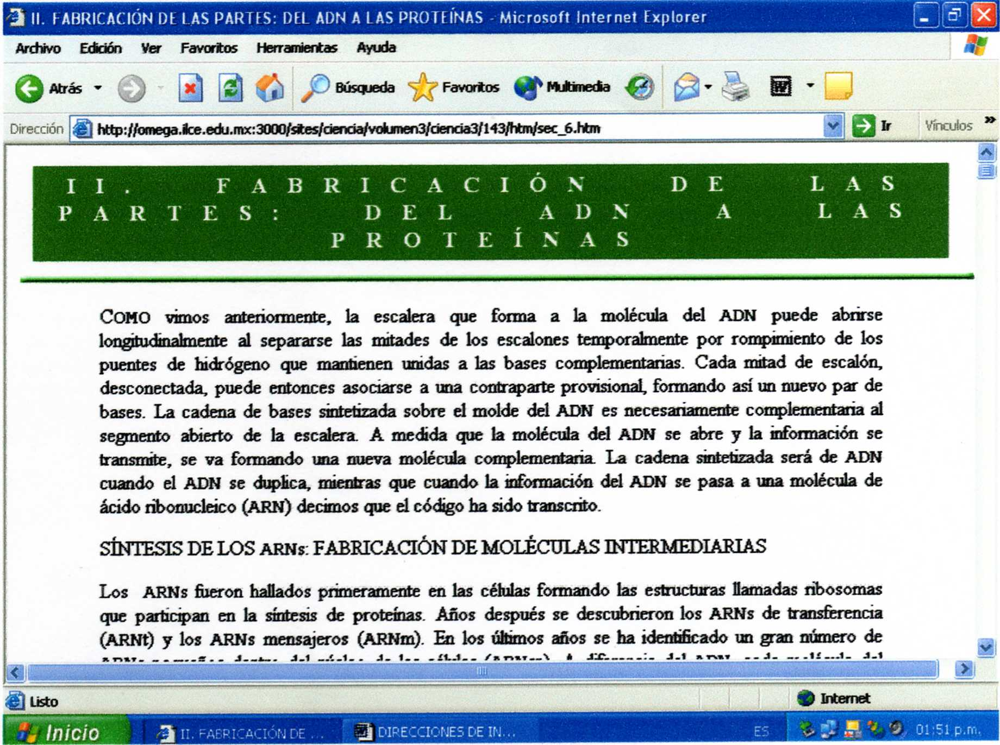 II. FABRICACIÓN DE LAS PARTES: DEL ADN A LAS PROTEÍNAS - Microsoft Internet Explorer
Archivo Edición Ver Favoritos Herramientas Ayuda
Atrás Búsqueda Favoritos Multimedia
Dirección http://omega.ilce.edu.mx:3000/sites/ciencia/volumen3/ciencia3/143/htm/sec_6.htm Ir Vínculos »
II. FABRICACIÓN DE LAS
PARTES: DEL ADN A LAS
PROTEÍNAS
COMO vimos anteriormente, la escalera que forma a la molécula del ADN puede abrirse
longitudinalmente al separarse las mitades de los escalones temporalmente por rompimiento de los
puentes de hidrógeno que mantienen unidas a las bases complementarias. Cada mitad de escalón,
desconectada, puede entonces asociarse a una contraparte provisional, formando así un nuevo par de
bases. La cadena de bases sintetizada sobre el molde del ADN es necesariamente complementaria al
segmento abierto de la escalera. A medida que la molécula del ADN se abre y la información se
transmite, se va formando una nueva molécula complementaria. La cadena sintetizada será de ADN
cuando el ADN se duplica, mientras que cuando la información del ADN se pasa a una molécula de
ácido ribonucleico (ARN) decimos que el código ha sido transcrito.
SÍNTESIS DE LOS ARNs: FABRICACIÓN DE MOLÉCULAS INTERMEDIARIAS
Los ARNs fueron hallados primeramente en las células formando las estructuras llamadas ribosomas
que participan en la síntesis de proteínas. Años después se descubrieron los ARNs de transferencia
(ARNt) y los ARNs mensajeros (ARNm). En los últimos años se ha identificado un gran número de
Listo Internet
Inicio II. FABRICACIÓN DE ... DIRECCIONES DE IN... ES 01:51 p.m.